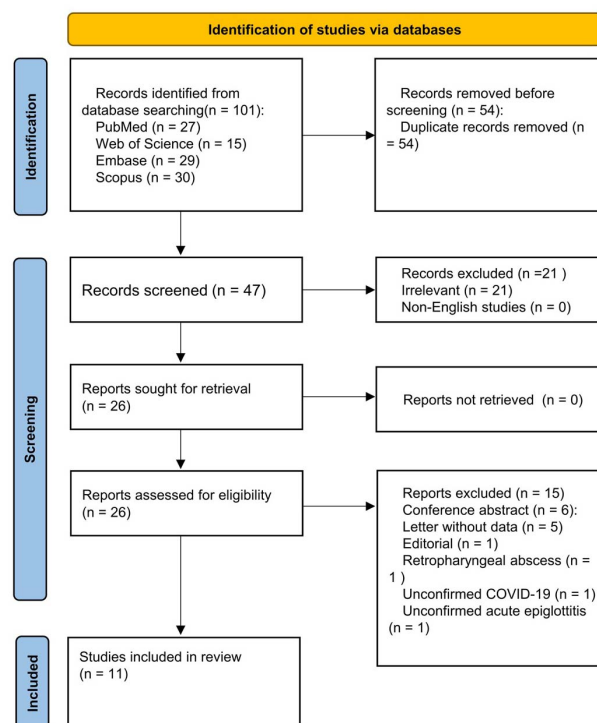 Identification of studies via databases
Identification
Records identified from
database searching(n = 101):
PubMed (n = 27)
Web of Science (n = 15)
Embase (n = 29)
Scopus (n = 30)
Records removed before
screening (n = 54):
Duplicate records removed (n
= 54)
Screening
Records screened (n = 47)
Records excluded (n =21 )
Irrelevant (n = 21)
Non-English studies (n = 0)
Reports sought for retrieval
(n = 26)
Reports not retrieved (n = 0)
Reports assessed for eligibility
(n = 26)
Reports excluded (n = 15)
Conference abstract (n = 6):
Letter without data (n = 5)
Editorial (n = 1)
Retropharyngeal abscess (n =
1 )
Unconfirmed COVID-19 (n = 1)
Unconfirmed acute epiglottitis
(n = 1)
Included
Studies included in review
(n = 11)